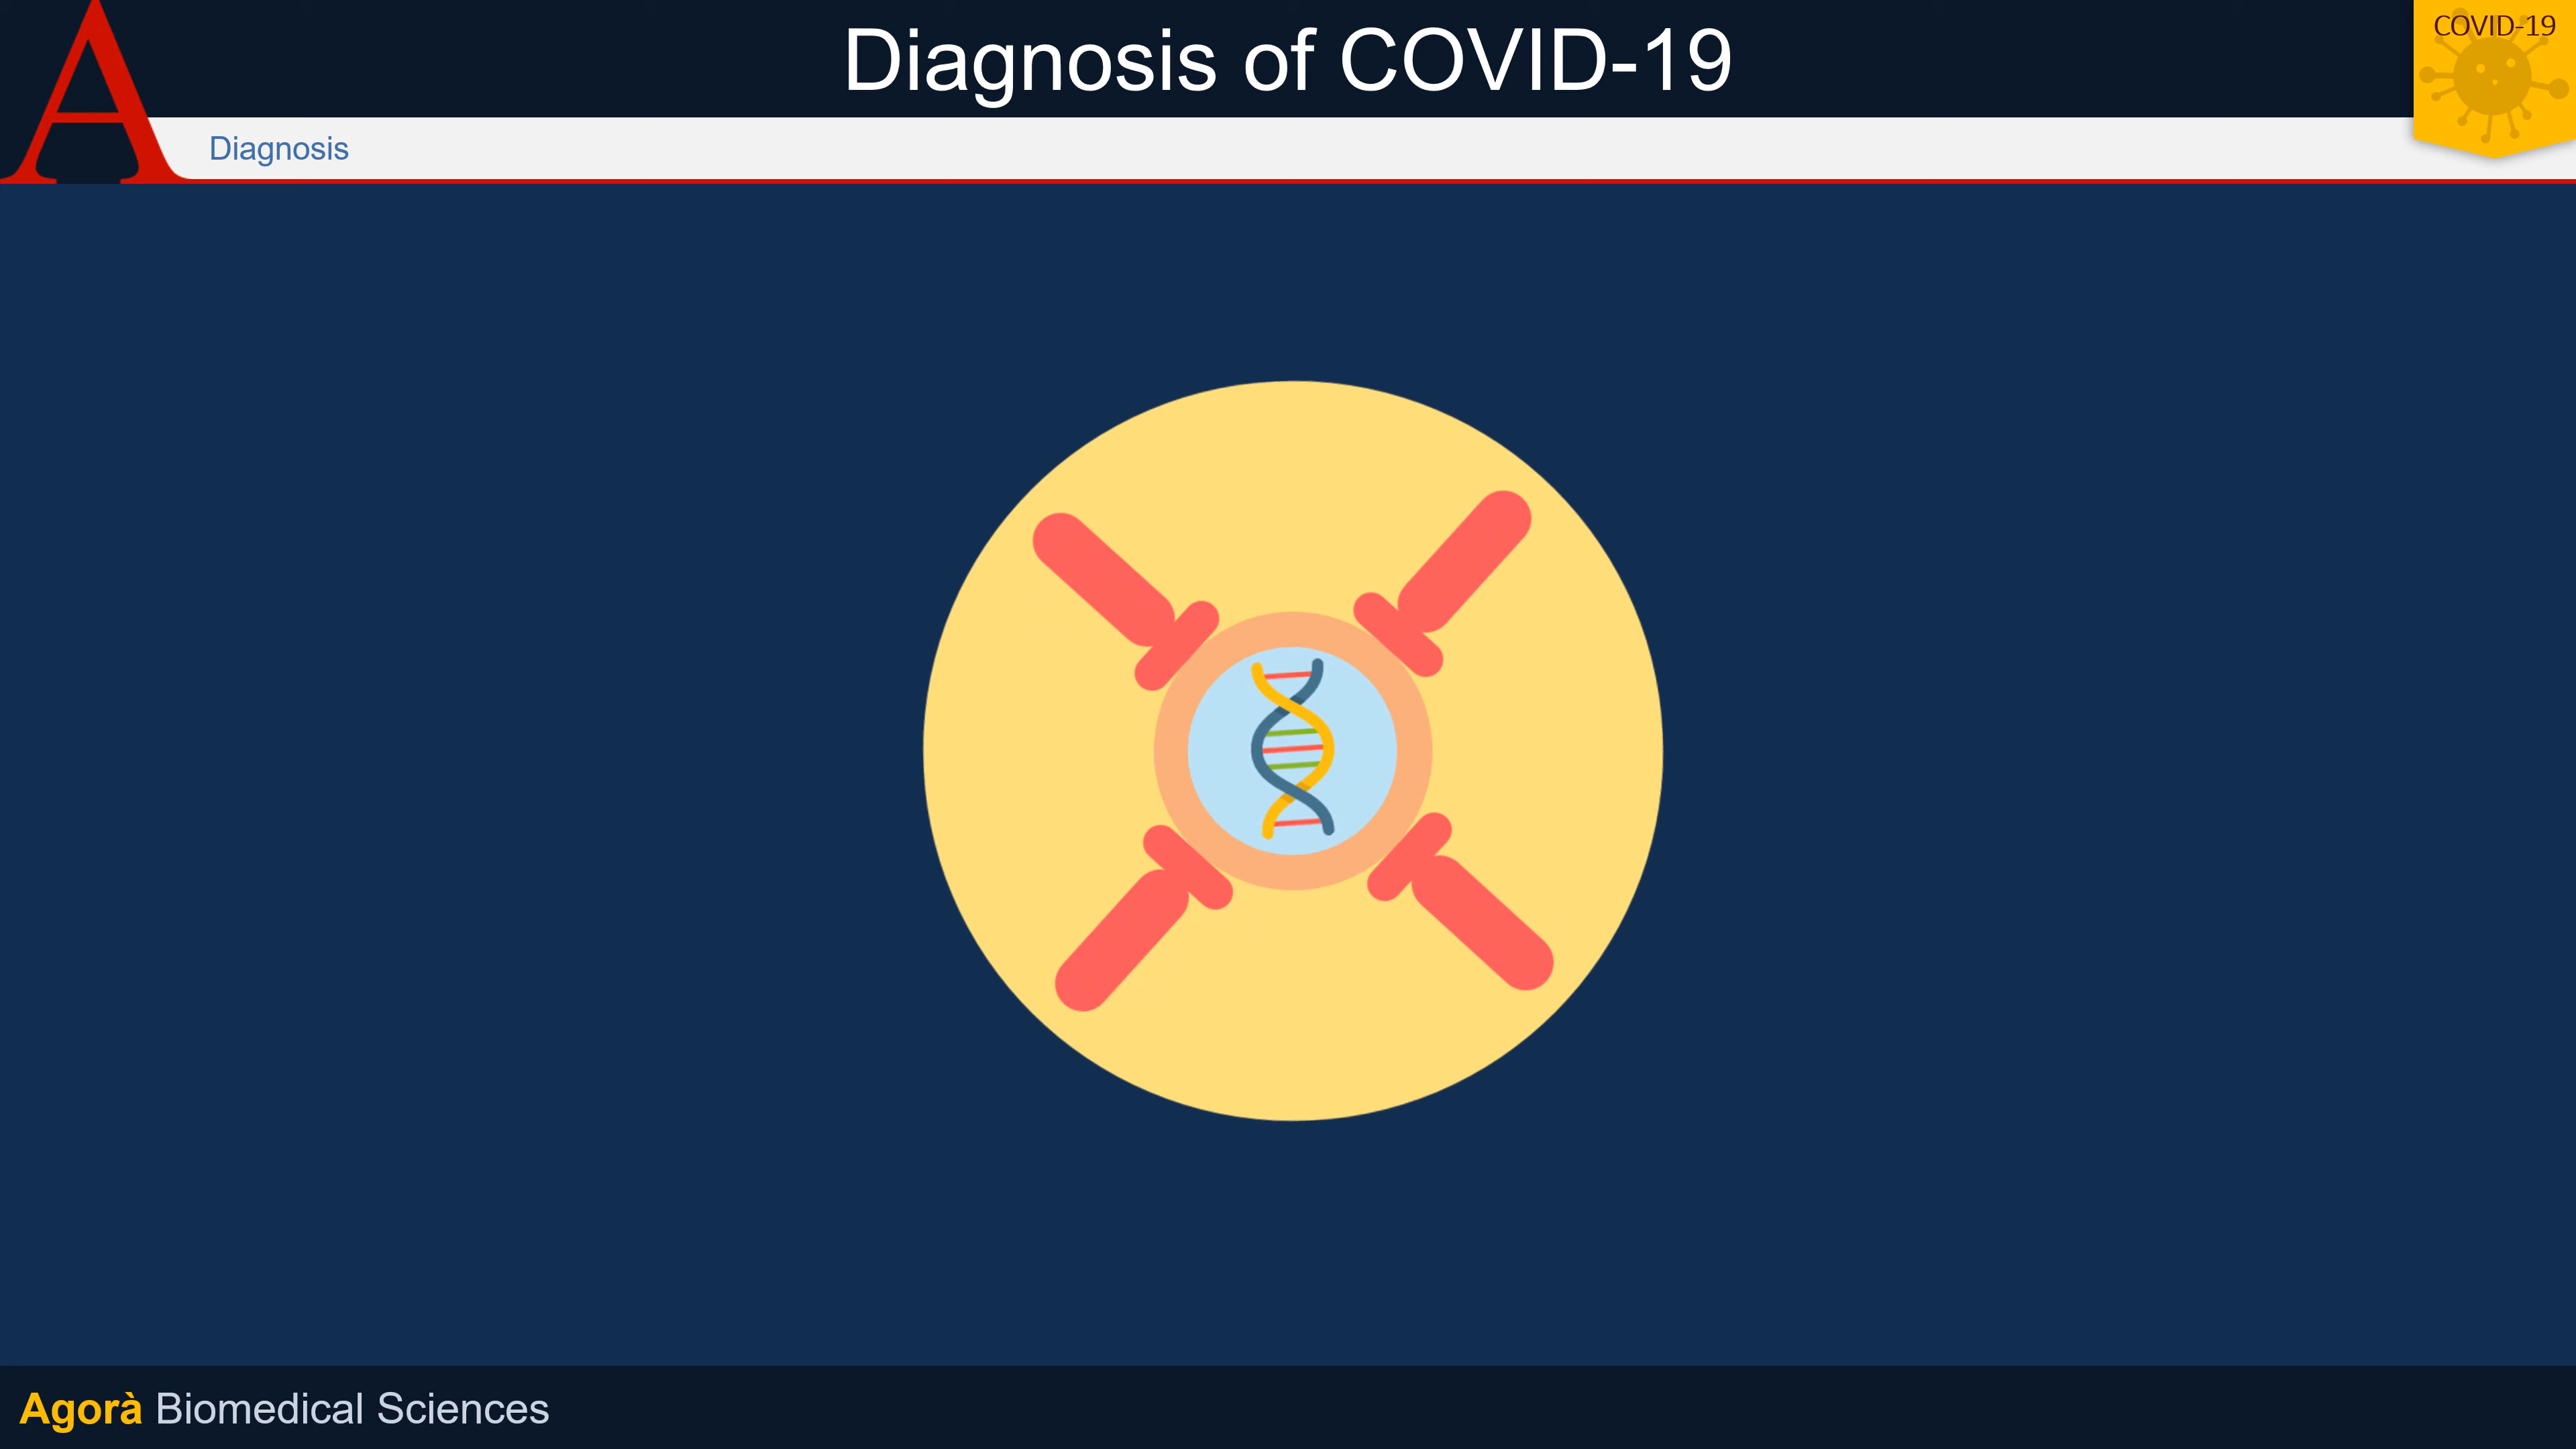 Diagnosis of COVID-19
COVID-19
A
Diagnosis
Agorà Biomedical Sciences